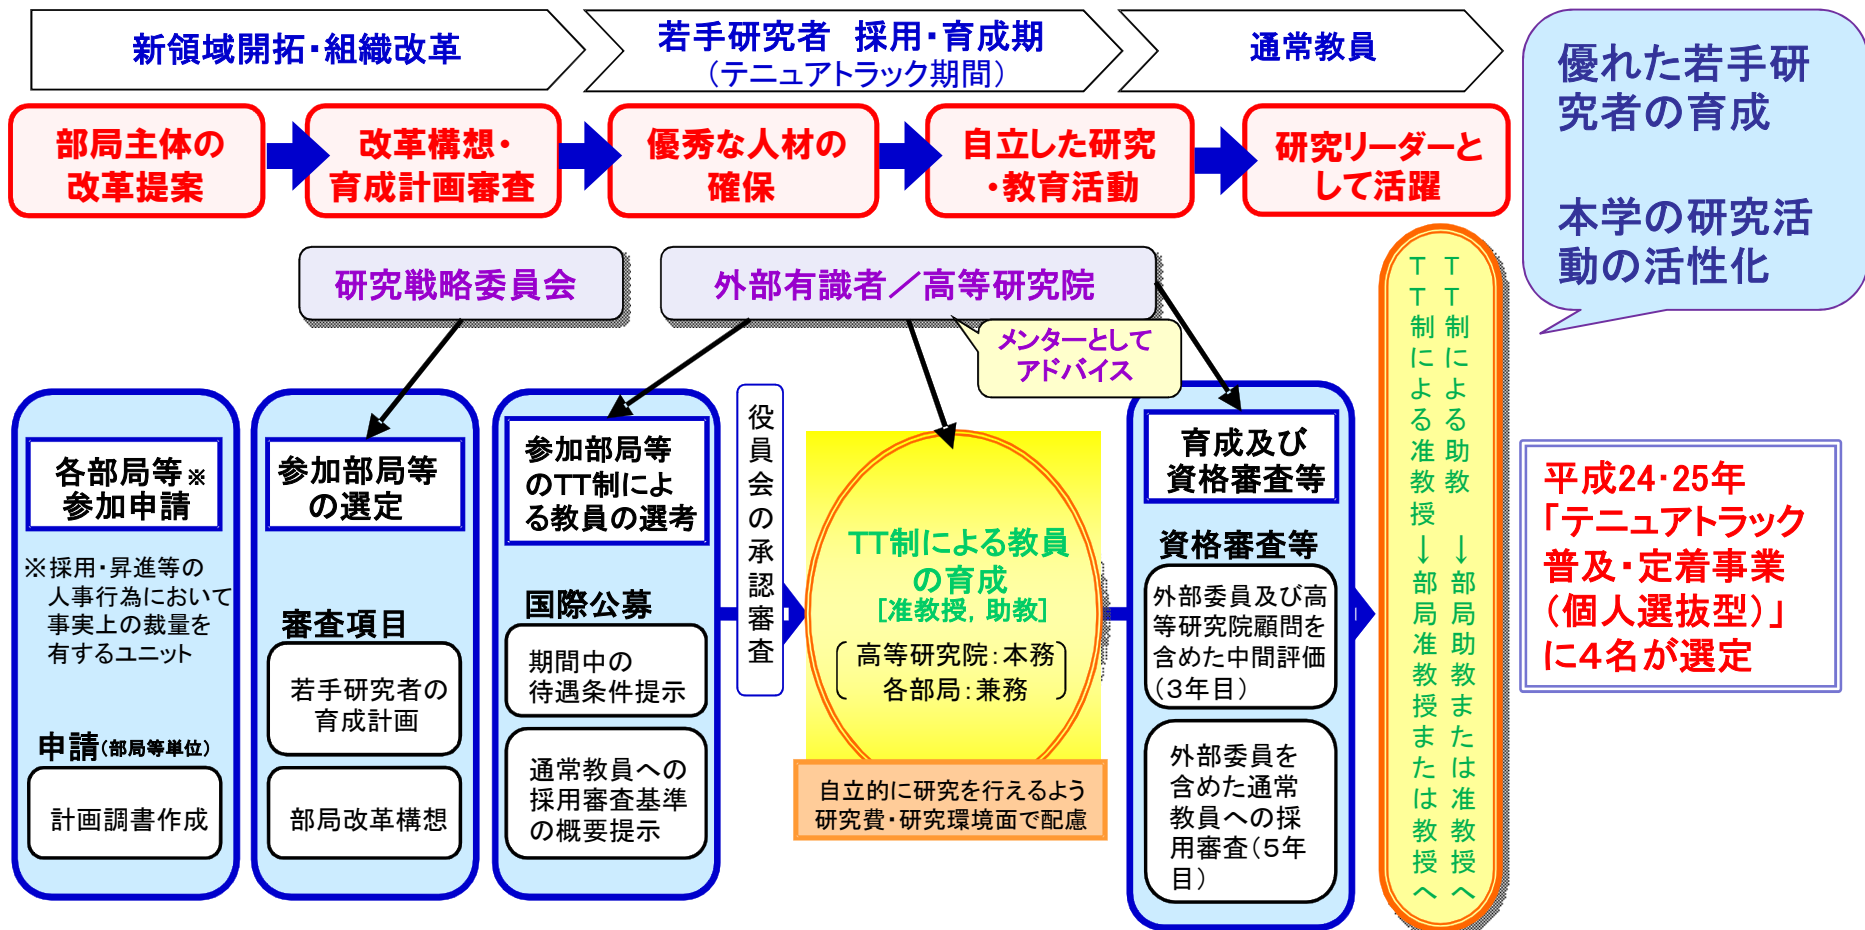 新領域開拓・組織改革
若手研究者　採用・育成期
（テニュアトラック期間）
通常教員
部局主体の
改革提案
改革構想・
育成計画審査
優秀な人材の
確保
自立した研究
・教育活動
研究リーダーと
して活躍
優れた若手研
究者の育成
本学の研究活
動の活性化
研究戦略委員会
外部有識者／高等研究院
メンターとして
アドバイス
各部局等※
参加申請
※採用・昇進等の
人事行為において
事実上の裁量を
有するユニット
申請（部局等単位）
計画調書作成
参加部局等
の選定
審査項目
若手研究者の
育成計画
部局改革構想
参加部局等
のTT制によ
る教員の選考
国際公募
期間中の
待遇条件提示
通常教員への
採用審査基準
の概要提示
役員会の承認審査
TT制による教員
の育成
［准教授，助教］
高等研究院：本務
各部局：兼務
自立的に研究を行えるよう
研究費・研究環境面で配慮
育成及び
資格審査等
資格審査等
外部委員及び高
等研究院顧問を
含めた中間評価
（3年目）
外部委員を
含めた通常
教員への採
用審査（5年
目）
TT制による助教　→部局助教または准教授へ
TT制による准教授→部局准教授または教授へ
平成24・25年
「テニュアトラック
普及・定着事業
（個人選抜型）」
に4名が選定